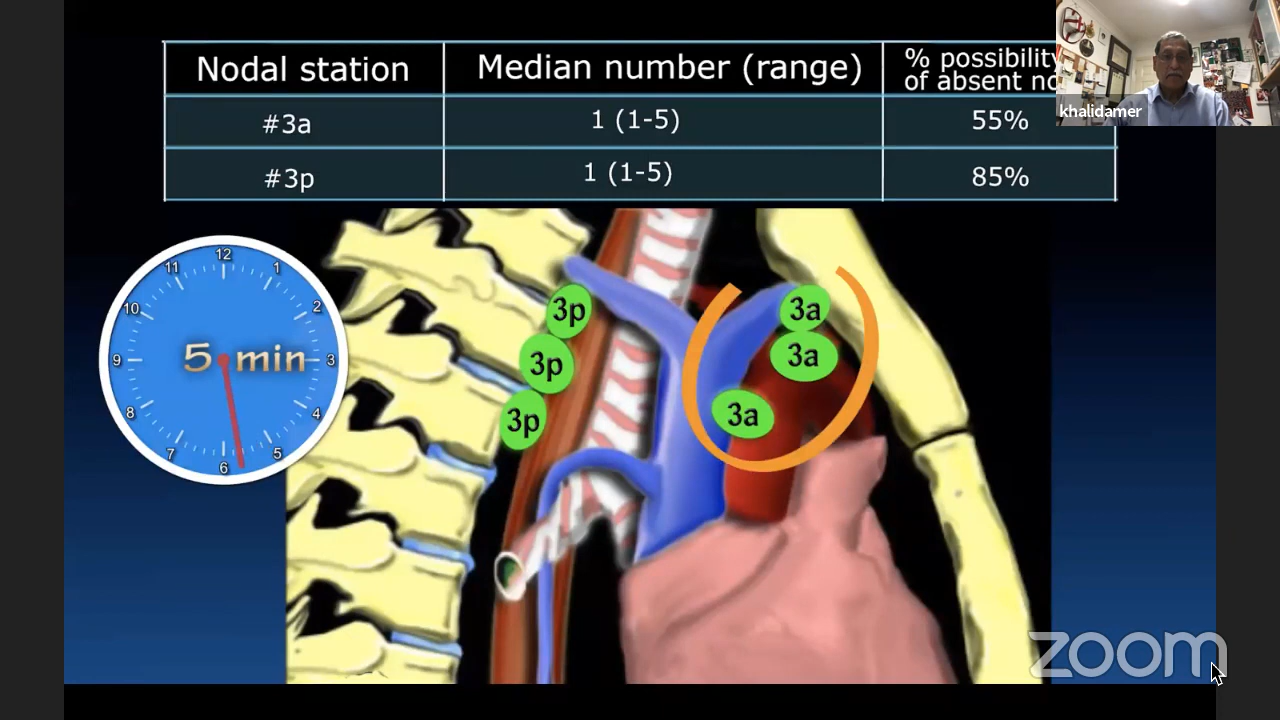 Nodal station
Median number (range)
% possibility
of absent
#3a
1 (1-5)
55%
#3p
1 (1-5)
85%
khalidamer
12
11
1
10
2
9
5 min
3
8
4
7
5
6
3p
3p
3p
3a
3a
3a
zoom